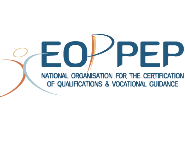 EOPPEP
NATIONAL ORGANISATION FOR THE CERTIFICATION
OF QUALIFICATIONS & VOCATIONAL GUIDANCE